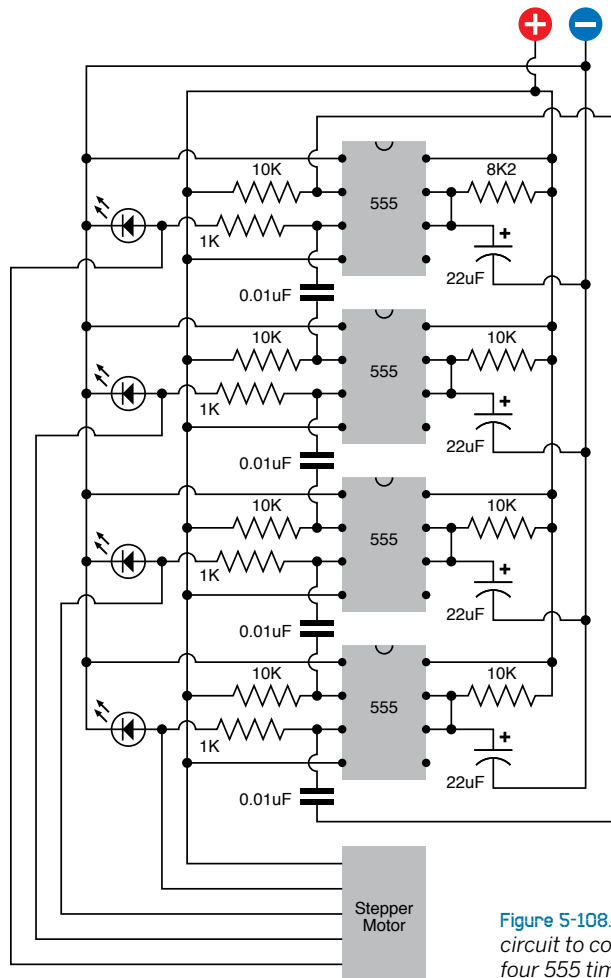 + −
10K 8K2
555
1K
+
22uF
0.01uF
10K 10K
555
1K
+
22uF
0.01uF
10K 10K
555
1K
+
22uF
0.01uF
10K 10K
555
1K
+
22uF
0.01uF
Stepper
Motor
Figure 5-108.
circuit to co
four 555 tim